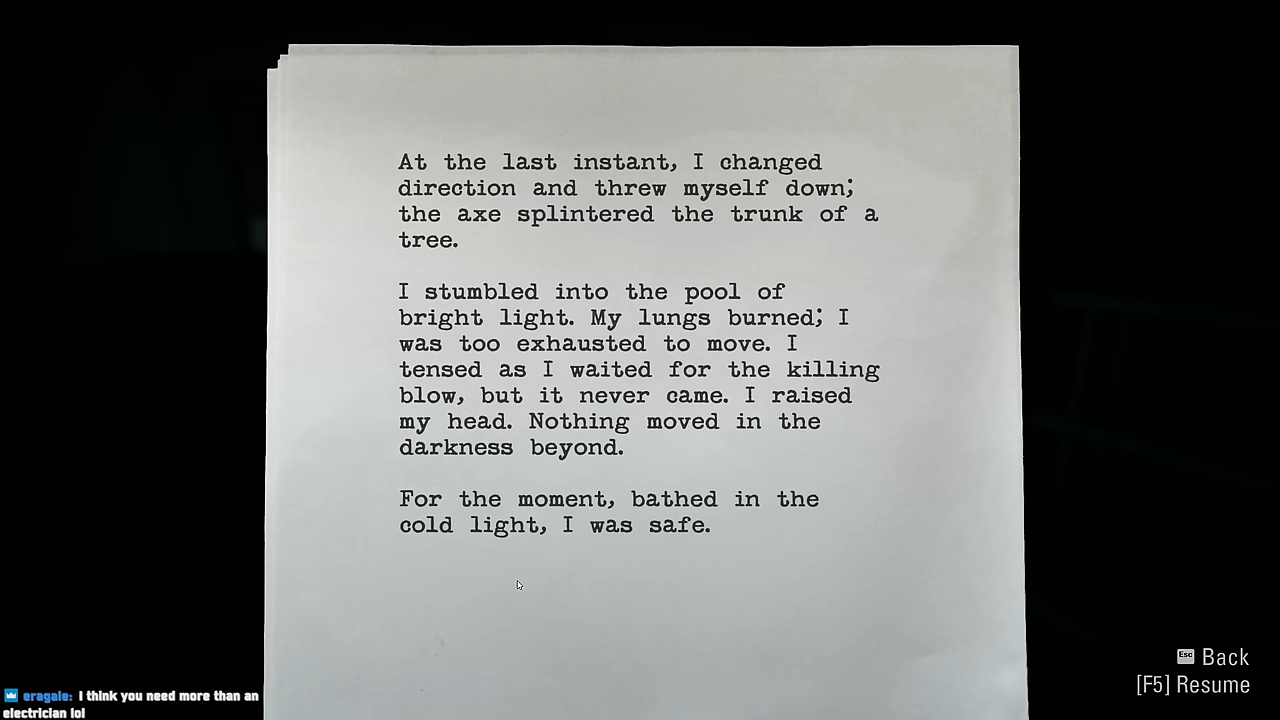 At the last instant, I changed
direction and threw myself down;
the axe splintered the trunk of a
tree.
I stumbled into the pool of
bright light. My lungs burned; I
was too exhausted to move. I
tensed as I waited for the killing
blow, but it never came. I raised
my head. Nothing moved in the
darkness beyond.
For the moment, bathed in the
cold light, I was safe.
Esc Back
[F5] Resume
eragale: I think you need more than an
electrician lol